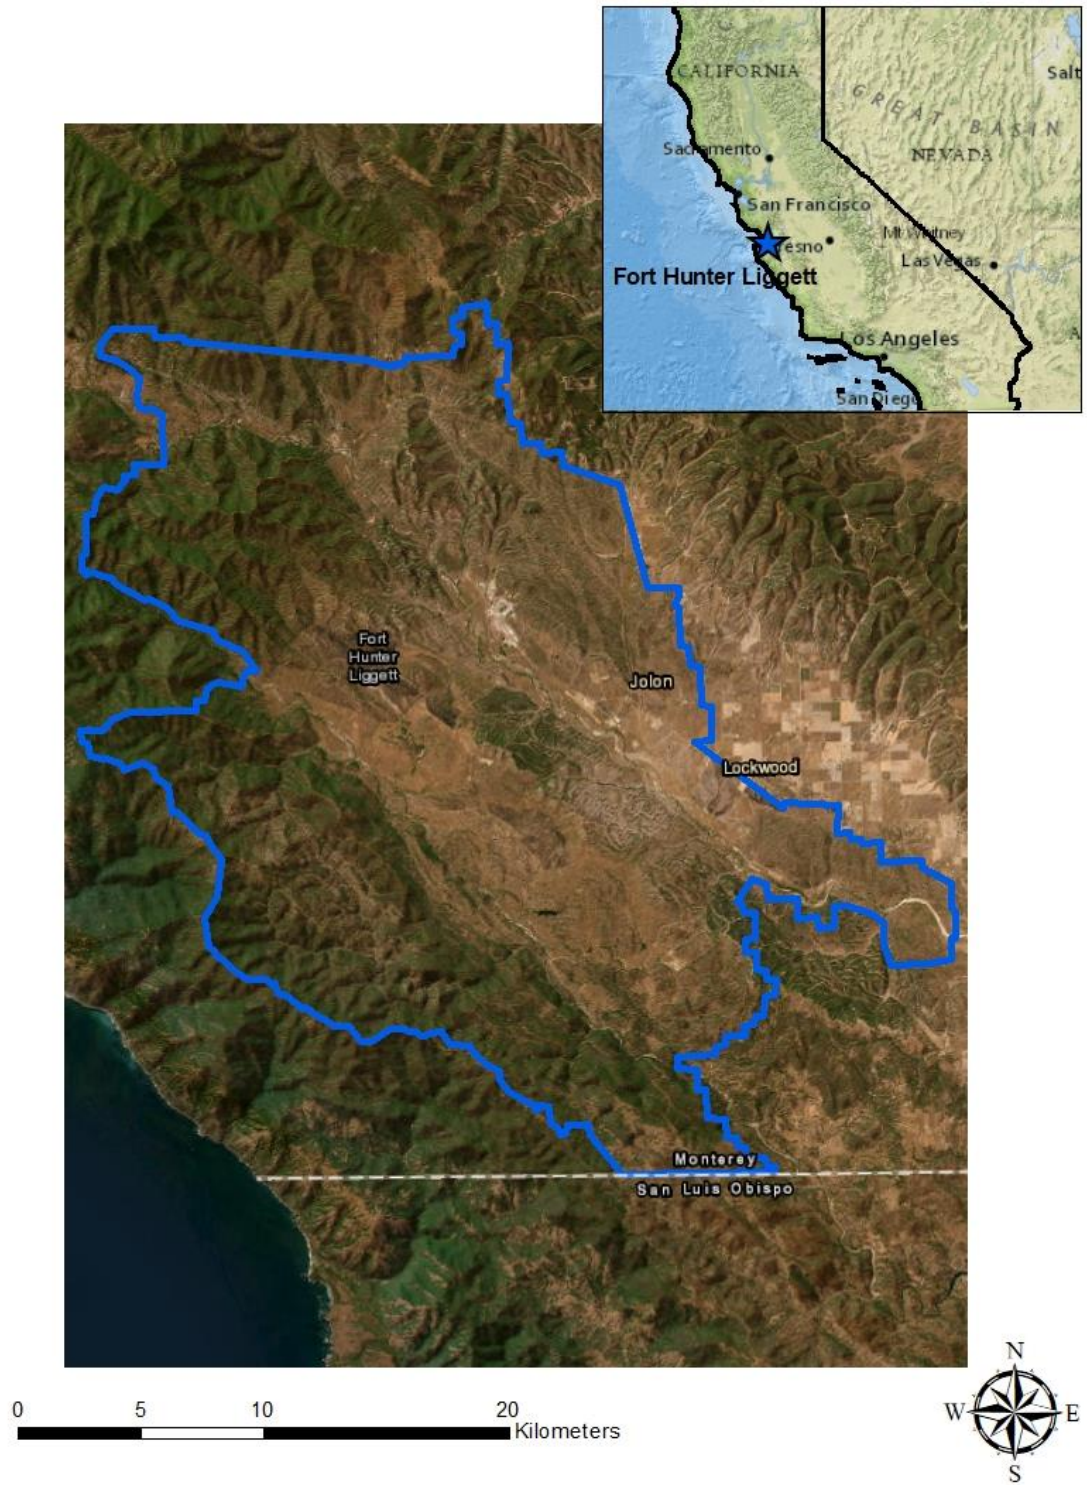 CALIFORNIA
Salt
GREAT BASIN
NEVADA
Sacramento
San Francisco
Mt Whitney
Las Vegas
Fort Hunter Liggett
Los Angeles
San Diego
Fort
Hunter
Liggett
Jolon
Lockwood
Monterey
San Luis Obispo
0 5 10 20
Kilometers
N
W E
S